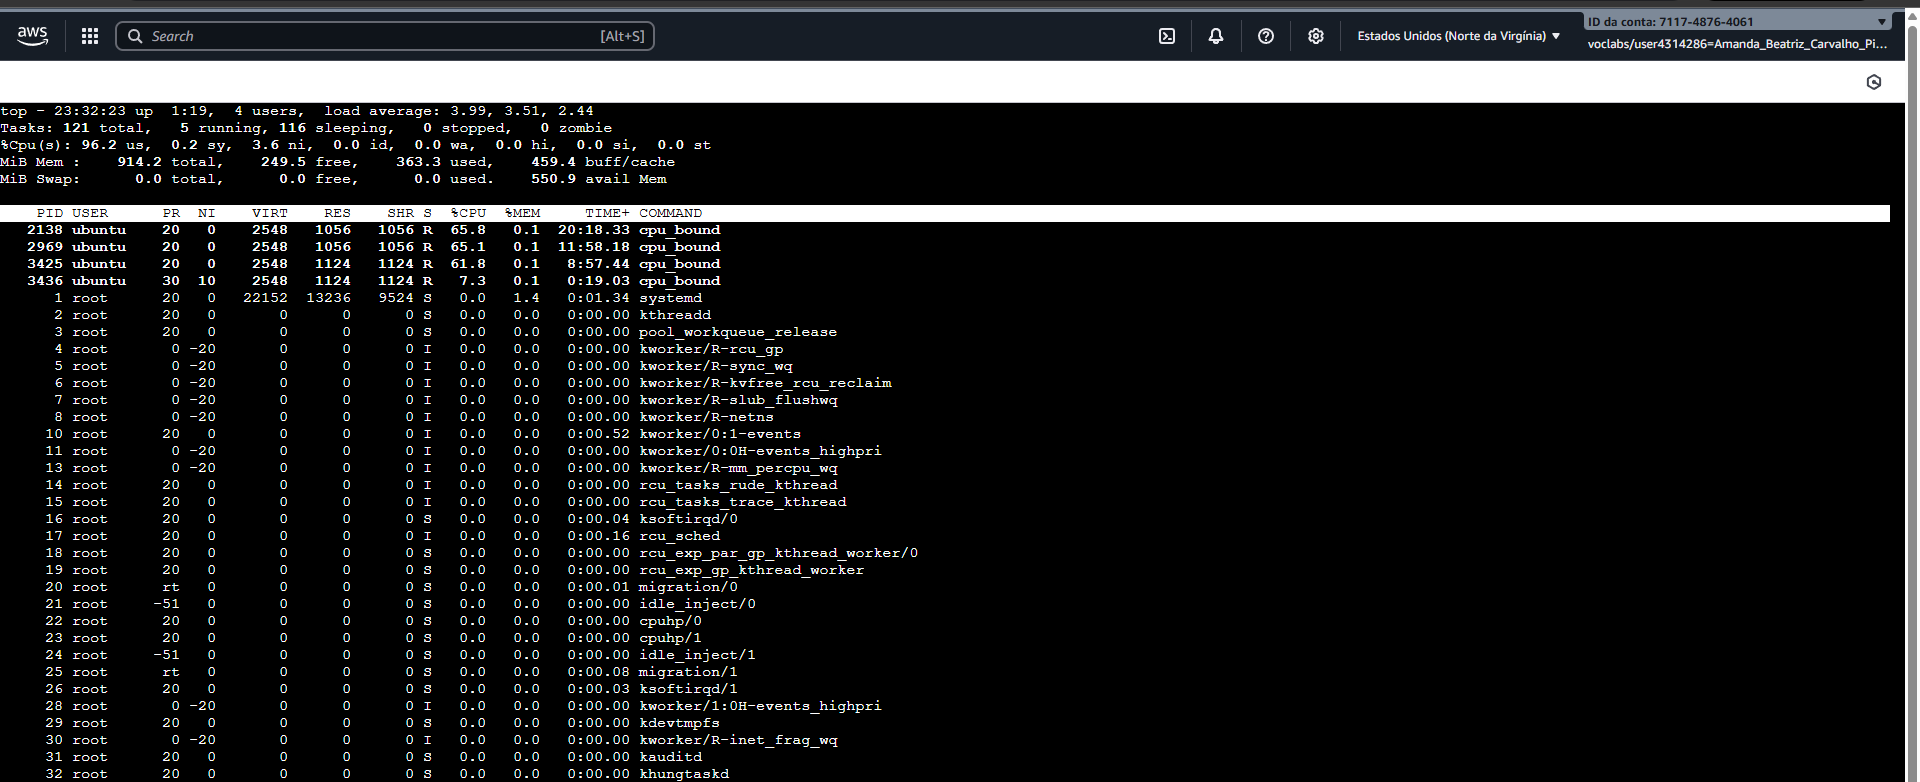 aws
Search [Alt+S]
Estados Unidos (Norte da Virgínia) ▼
ID da conta: 7117-4876-4061
voclabs/user4314286=Amanda_Beatriz_Carvalho_Pi...
top - 23:32:23 up  1:19,  4 users,  load average: 3.99, 3.51, 2.44
Tasks: 121 total,   5 running, 116 sleeping,   0 stopped,   0 zombie
%Cpu(s): 96.2 us,  0.2 sy,  3.6 ni,  0.0 id,  0.0 wa,  0.0 hi,  0.0 si,  0.0 st
MiB Mem :    914.2 total,    249.5 free,    363.3 used,    459.4 buff/cache
MiB Swap:      0.0 total,      0.0 free,      0.0 used.    550.9 avail Mem
PID USER      PR  NI    VIRT    RES    SHR S  %CPU  %MEM     TIME+ COMMAND
2138 ubuntu    20   0    2548   1056   1056 R  65.8   0.1  20:18.33 cpu_bound
2969 ubuntu    20   0    2548   1056   1056 R  65.1   0.1  11:58.18 cpu_bound
3425 ubuntu    20   0    2548   1124   1124 R  61.8   0.1   8:57.44 cpu_bound
3436 ubuntu    30  10    2548   1124   1124 R   7.3   0.1   0:19.03 cpu_bound
1 root      20   0   22152  13236   9524 S   0.0   1.4   0:01.34 systemd
2 root      20   0       0      0      0 S   0.0   0.0   0:00.00 kthreadd
3 root      20   0       0      0      0 S   0.0   0.0   0:00.00 pool_workqueue_release
4 root       0 -20       0      0      0 I   0.0   0.0   0:00.00 kworker/R-rcu_gp
5 root       0 -20       0      0      0 I   0.0   0.0   0:00.00 kworker/R-sync_wq
6 root       0 -20       0      0      0 I   0.0   0.0   0:00.00 kworker/R-kvfree_rcu_reclaim
7 root       0 -20       0      0      0 I   0.0   0.0   0:00.00 kworker/R-slub_flushwq
8 root       0 -20       0      0      0 I   0.0   0.0   0:00.00 kworker/R-netns
10 root      20   0       0      0      0 I   0.0   0.0   0:00.52 kworker/0:1-events
11 root       0 -20       0      0      0 I   0.0   0.0   0:00.00 kworker/0:0H-events_highpri
13 root       0 -20       0      0      0 I   0.0   0.0   0:00.00 kworker/R-mm_percpu_wq
14 root      20   0       0      0      0 I   0.0   0.0   0:00.00 rcu_tasks_rude_kthread
15 root      20   0       0      0      0 I   0.0   0.0   0:00.00 rcu_tasks_trace_kthread
16 root      20   0       0      0      0 S   0.0   0.0   0:00.04 ksoftirqd/0
17 root      20   0       0      0      0 I   0.0   0.0   0:00.16 rcu_sched
18 root      20   0       0      0      0 S   0.0   0.0   0:00.00 rcu_exp_par_gp_kthread_worker/0
19 root      20   0       0      0      0 S   0.0   0.0   0:00.00 rcu_exp_gp_kthread_worker
20 root      rt   0       0      0      0 S   0.0   0.0   0:00.01 migration/0
21 root     -51   0       0      0      0 S   0.0   0.0   0:00.00 idle_inject/0
22 root      20   0       0      0      0 S   0.0   0.0   0:00.00 cpuhp/0
23 root      20   0       0      0      0 S   0.0   0.0   0:00.00 cpuhp/1
24 root     -51   0       0      0      0 S   0.0   0.0   0:00.00 idle_inject/1
25 root      rt   0       0      0      0 S   0.0   0.0   0:00.08 migration/1
26 root      20   0       0      0      0 S   0.0   0.0   0:00.03 ksoftirqd/1
28 root       0 -20       0      0      0 I   0.0   0.0   0:00.00 kworker/1:0H-events_highpri
29 root      20   0       0      0      0 S   0.0   0.0   0:00.00 kdevtmpfs
30 root       0 -20       0      0      0 I   0.0   0.0   0:00.00 kworker/R-inet_frag_wq
31 root      20   0       0      0      0 S   0.0   0.0   0:00.00 kauditd
32 root      20   0       0      0      0 S   0.0   0.0   0:00.00 khungtaskd